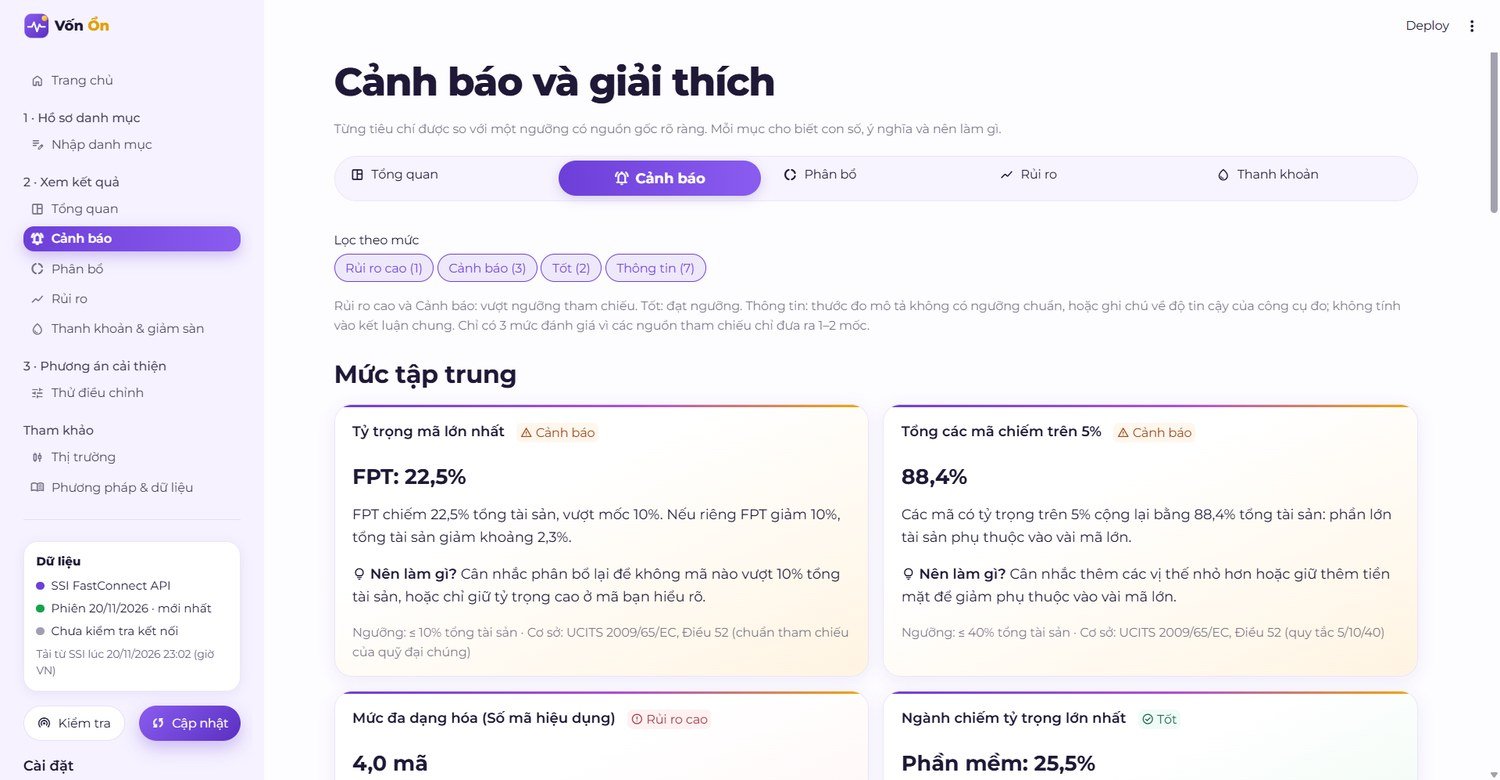 Vốn Ổn
Trang chủ
1 · Hồ sơ danh mục
Nhập danh mục
2 · Xem kết quả
Tổng quan
Cảnh báo
Phân bổ
Rủi ro
Thanh khoản & giảm sàn
3 · Phương án cải thiện
Thử điều chỉnh
Tham khảo
Thị trường
Phương pháp & dữ liệu
Dữ liệu
SSI FastConnect API
Phiên 20/11/2026 · mới nhất
Chưa kiểm tra kết nối
Tải từ SSI lúc 20/11/2026 23:02 (giờ
VN)
Kiểm tra
Cập nhật
Cài đặt
Deploy
Cảnh báo và giải thích
Từng tiêu chí được so với một ngưỡng có nguồn gốc rõ ràng. Mỗi mục cho biết con số, ý nghĩa và nên làm gì.
Tổng quan
Cảnh báo
Phân bổ
Rủi ro
Thanh khoản
Lọc theo mức
Rủi ro cao (1)
Cảnh báo (3)
Tốt (2)
Thông tin (7)
Rủi ro cao và Cảnh báo: vượt ngưỡng tham chiếu. Tốt: đạt ngưỡng. Thông tin: thước đo mô tả không có ngưỡng chuẩn, hoặc ghi chú về độ tin cậy của công cụ đo; không tính
vào kết luận chung. Chỉ có 3 mức đánh giá vì các nguồn tham chiếu chỉ đưa ra 1–2 mốc.
Mức tập trung
Tỷ trọng mã lớn nhất
Cảnh báo
FPT: 22,5%
FPT chiếm 22,5% tổng tài sản, vượt mốc 10%. Nếu riêng FPT giảm 10%,
tổng tài sản giảm khoảng 2,3%.
Nên làm gì? Cân nhắc phân bổ lại để không mã nào vượt 10% tổng
tài sản, hoặc chỉ giữ tỷ trọng cao ở mã bạn hiểu rõ.
Ngưỡng: ≤ 10% tổng tài sản · Cơ sở: UCITS 2009/65/EC, Điều 52 (chuẩn tham chiếu
của quỹ đại chúng)
Tổng các mã chiếm trên 5%
Cảnh báo
88,4%
Các mã có tỷ trọng trên 5% cộng lại bằng 88,4% tổng tài sản: phần lớn
tài sản phụ thuộc vào vài mã lớn.
Nên làm gì? Cân nhắc thêm các vị thế nhỏ hơn hoặc giữ thêm tiền
mặt để giảm phụ thuộc vào vài mã lớn.
Ngưỡng: ≤ 40% tổng tài sản · Cơ sở: UCITS 2009/65/EC, Điều 52 (quy tắc 5/10/40)
Mức đa dạng hóa (Số mã hiệu dụng)
Rủi ro cao
4,0 mã
Ngành chiếm tỷ trọng lớn nhất
Tốt
Phần mềm: 25,5%